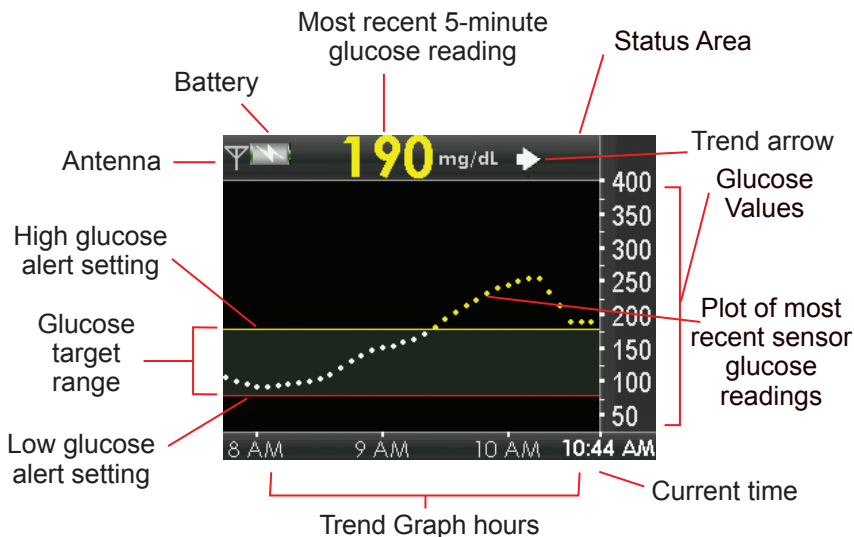 Most recent 5-minute
glucose reading
Status Area
Battery
Antenna
190 mg/dL
Trend arrow
Glucose
Values
400
350
300
250
200
150
100
50
High glucose
alert setting
Glucose
target
range
Plot of most
recent sensor
glucose
readings
Low glucose
alert setting
8 AM 9 AM 10 AM 10:44 AM
Current time
Trend Graph hours